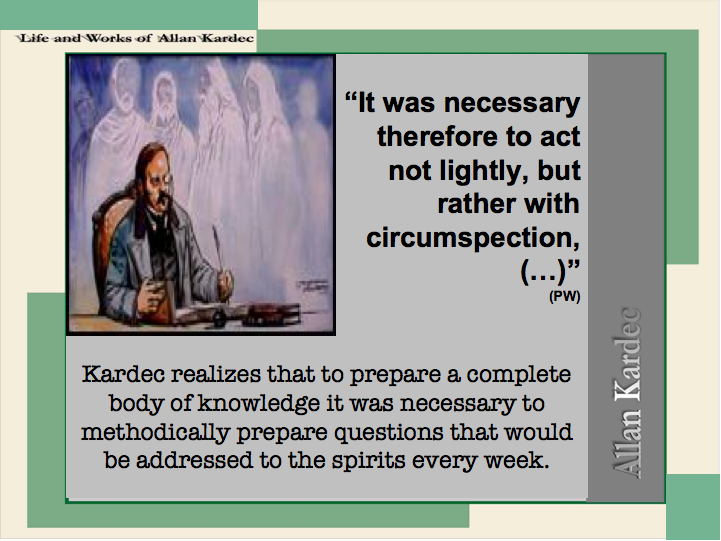 Life and Works of Allan Kardec
“It was necessary
therefore to act
not lightly, but
rather with
circumspection,
(…)”
(PW)
Kardec realizes that to prepare a complete
body of knowledge it was necessary to
methodically prepare questions that would
be addressed to the spirits every week.
Allan Kardec